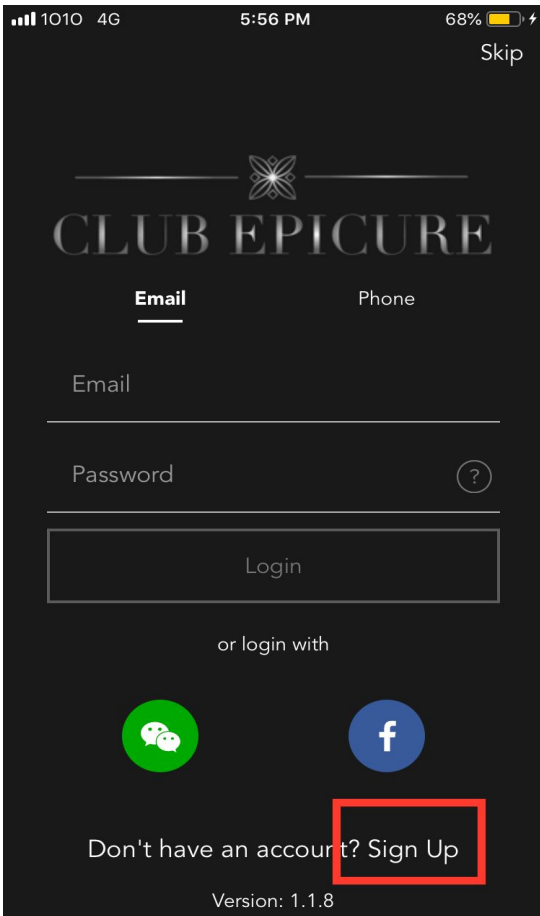 1O1O 4G 5:56 PM 68%
Skip
CLUB EPICURE
Email Phone
Email
Password ?
Login
or login with
f
Don't have an account? Sign Up
Version: 1.1.8